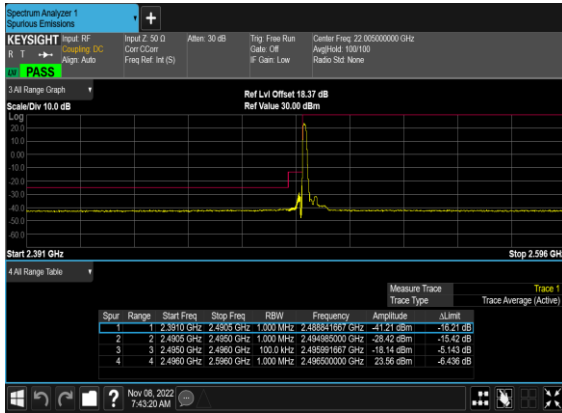 Spectrum Analyzer 1
Spurious Emissions
+
KEYSIGHT Input: RF Input Z: 50 Ω Atten: 30 dB Trig: Free Run Center Freq: 22.005000000 GHz
R T Coupling: DC Corr CCorr Gate: Off Avg|Hold: 100/100
Align: Auto Freq Ref: Int (S) IF Gain: Low Radio Std: None
LXI PASS
3 All Range Graph
Ref Lvl Offset 18.37 dB
Scale/Div 10.0 dB Ref Value 30.00 dBm
Log
20.0
10.0
0.00
-10.0
-20.0
-30.0
-40.0
-50.0
-60.0
Start 2.391 GHz Stop 2.596 GH
4 All Range Table
Measure Trace Trace 1
Trace Type Trace Average (Active)
Spur Range Start Freq Stop Freq RBW Frequency Amplitude ΔLimit
1 1 2.3910 GHz 2.4905 GHz 1.000 MHz 2.488841667 GHz -41.21 dBm -16.21 dB
2 2 2.4905 GHz 2.4950 GHz 1.000 MHz 2.494985000 GHz -28.42 dBm -15.42 dB
3 3 2.4950 GHz 2.4960 GHz 100.0 kHz 2.495991667 GHz -18.14 dBm -5.143 dB
4 4 2.4960 GHz 2.5960 GHz 1.000 MHz 2.496500000 GHz 23.56 dBm -6.436 dB
? Nov 08, 2022
7:43:20 AM